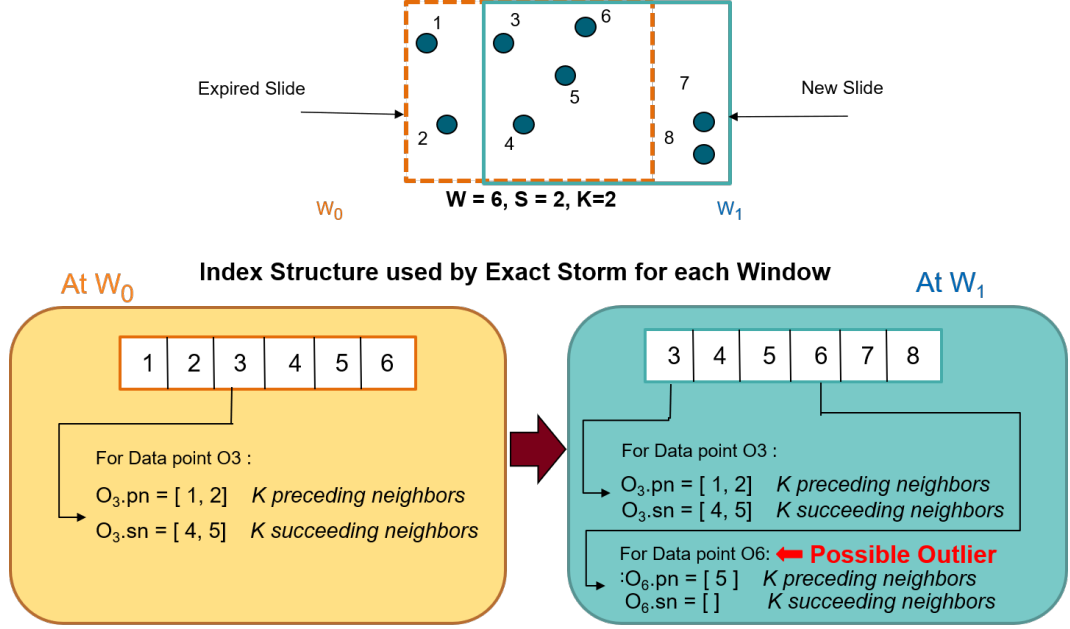 1
3
6
Expired Slide
5
7
New Slide
2
4
8
W = 6, S = 2, K=2
W0
W1
Index Structure used by Exact Storm for each Window
At W0
At W1
1 2 3 4 5 6
For Data point O3 :
O3.pn = [ 1, 2] K preceding neighbors
O3.sn = [ 4, 5] K succeeding neighbors
3 4 5 6 7 8
For Data point O3 :
O3.pn = [ 1, 2] K preceding neighbors
O3.sn = [ 4, 5] K succeeding neighbors
For Data point O6: Possible Outlier
:O6.pn = [ 5 ] K preceding neighbors
O6.sn = [ ] K succeeding neighbors